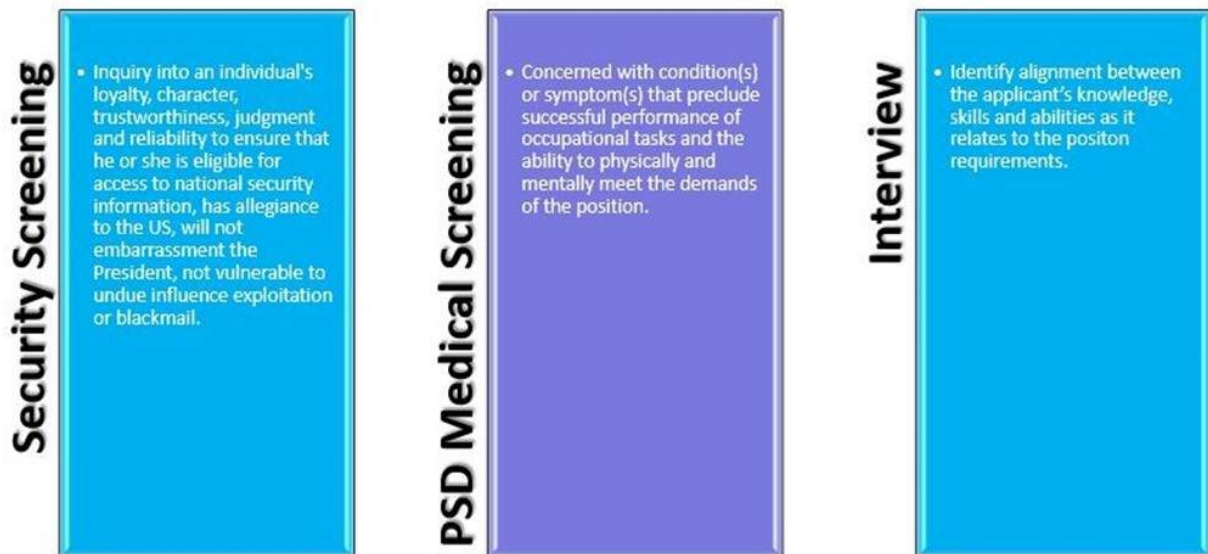 Security Screening
• Inquiry into an individual's
loyalty, character,
trustworthiness, judgment
and reliability to ensure that
he or she is eligible for
access to national security
information, has allegiance
to the US, will not
embarrassment the
President, not vulnerable to
undue influence exploitation
or blackmail.
PSD Medical Screening
• Concerned with condition(s)
or symptom(s) that preclude
successful performance of
occupational tasks and the
ability to physically and
mentally meet the demands
of the position.
Interview
• Identify alignment between
the applicant’s knowledge,
skills and abilities as it
relates to the positon
requirements.